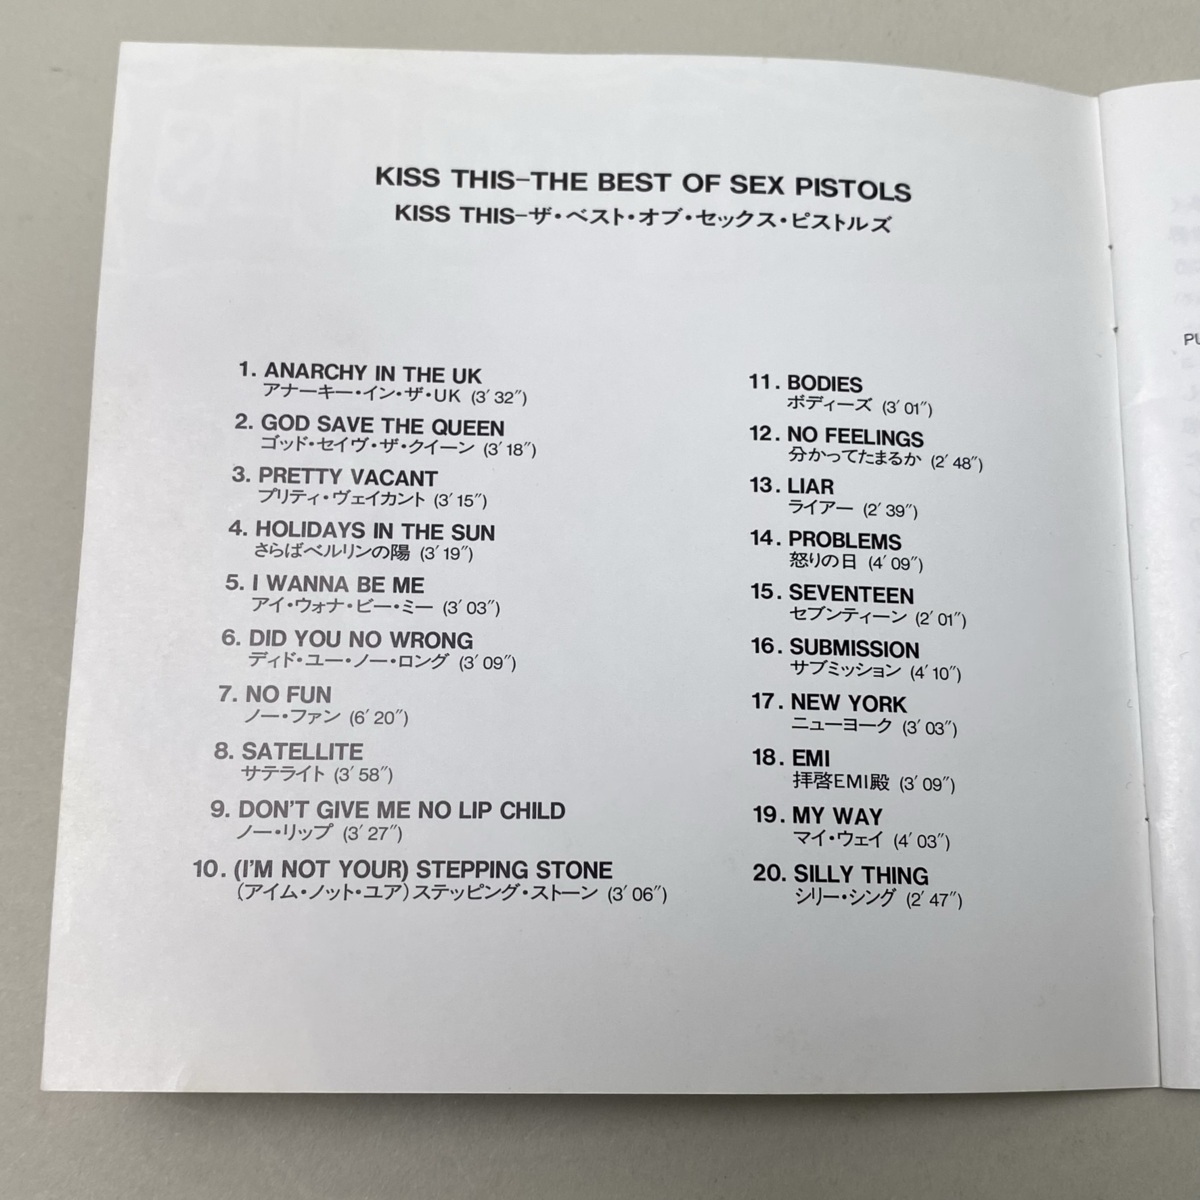 KISS THIS-THE BEST OF SEX PISTOLS
KISS THIS-ザ・ベスト・オブ・セックス・ピストルズ
1. ANARCHY IN THE UK
アナーキー・イン・ザ・UK (3′32″)
2. GOD SAVE THE QUEEN
ゴッド・セイヴ・ザ・クイーン (3′18″)
3. PRETTY VACANT
プリティ・ヴェイカント (3′15″)
4. HOLIDAYS IN THE SUN
さらばベルリンの陽 (3′19″)
5. I WANNA BE ME
アイ・ウォナ・ビー・ミー (3′03″)
6. DID YOU NO WRONG
ディド・ユー・ノー・ロング (3′09″)
7. NO FUN
ノー・ファン (6′20″)
8. SATELLITE
サテライト (3′58″)
9. DON'T GIVE ME NO LIP CHILD
ノー・リップ (3′27″)
10. (I'M NOT YOUR) STEPPING STONE
(アイム・ノット・ユア)ステッピング・ストーン (3′06″)
11. BODIES
ボディーズ (3′01″)
12. NO FEELINGS
分かってたまるか (2′48″)
13. LIAR
ライアー (2′39″)
14. PROBLEMS
怒りの日 (4′09″)
15. SEVENTEEN
セブンティーン (2′01″)
16. SUBMISSION
サブミッション (4′10″)
17. NEW YORK
ニューヨーク (3′03″)
18. EMI
拝啓EMI殿 (3′09″)
19. MY WAY
マイ・ウェイ (4′03″)
20. SILLY THING
シリー・シング (2′47″)
PU